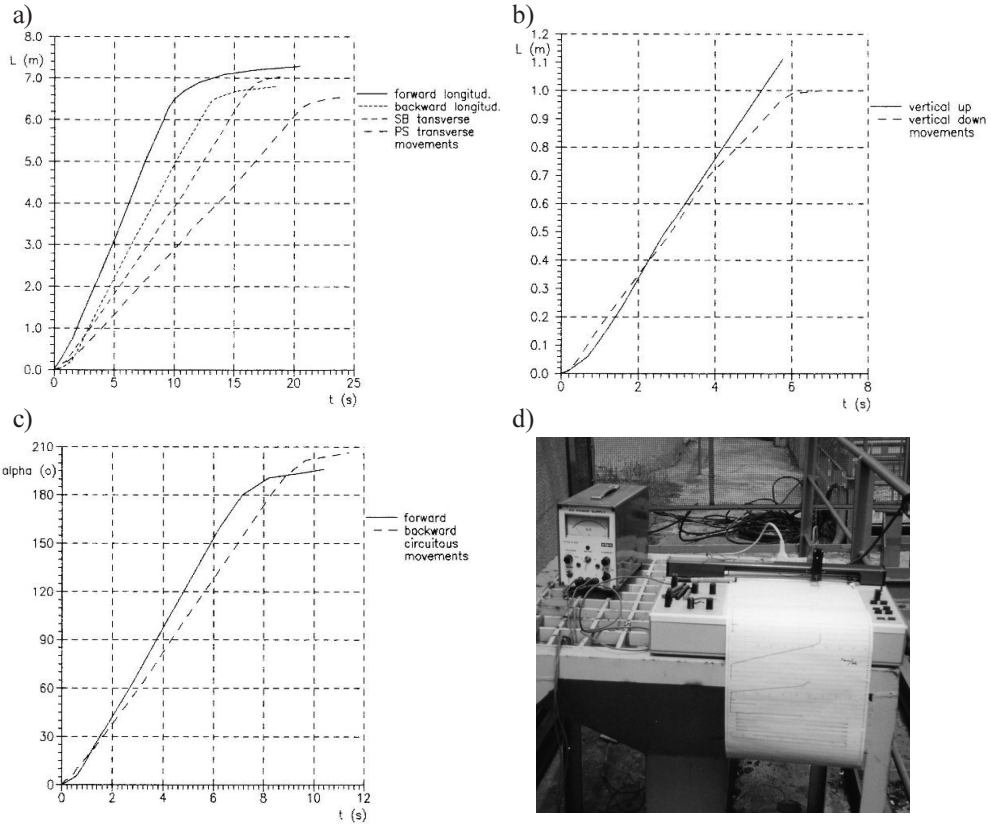 a)
8.0
L (m)
7.0
6.0
5.0
4.0
3.0
2.0
1.0
0.0
0 5 10 15 20 25
t (s)
forward longitud.
backward longitud.
SB tansverse
PS transverse
movements
b)
1.2
L (m)
1.1
1.0
0.9
0.8
0.7
0.6
0.5
0.4
0.3
0.2
0.1
0.0
0 2 4 6 8
t (s)
vertical up
vertical down
movements
c)
210
alpha (o)
180
150
120
90
60
30
0
0 2 4 6 8 10 12
t (s)
forward
backward
circuitous
movements
d)